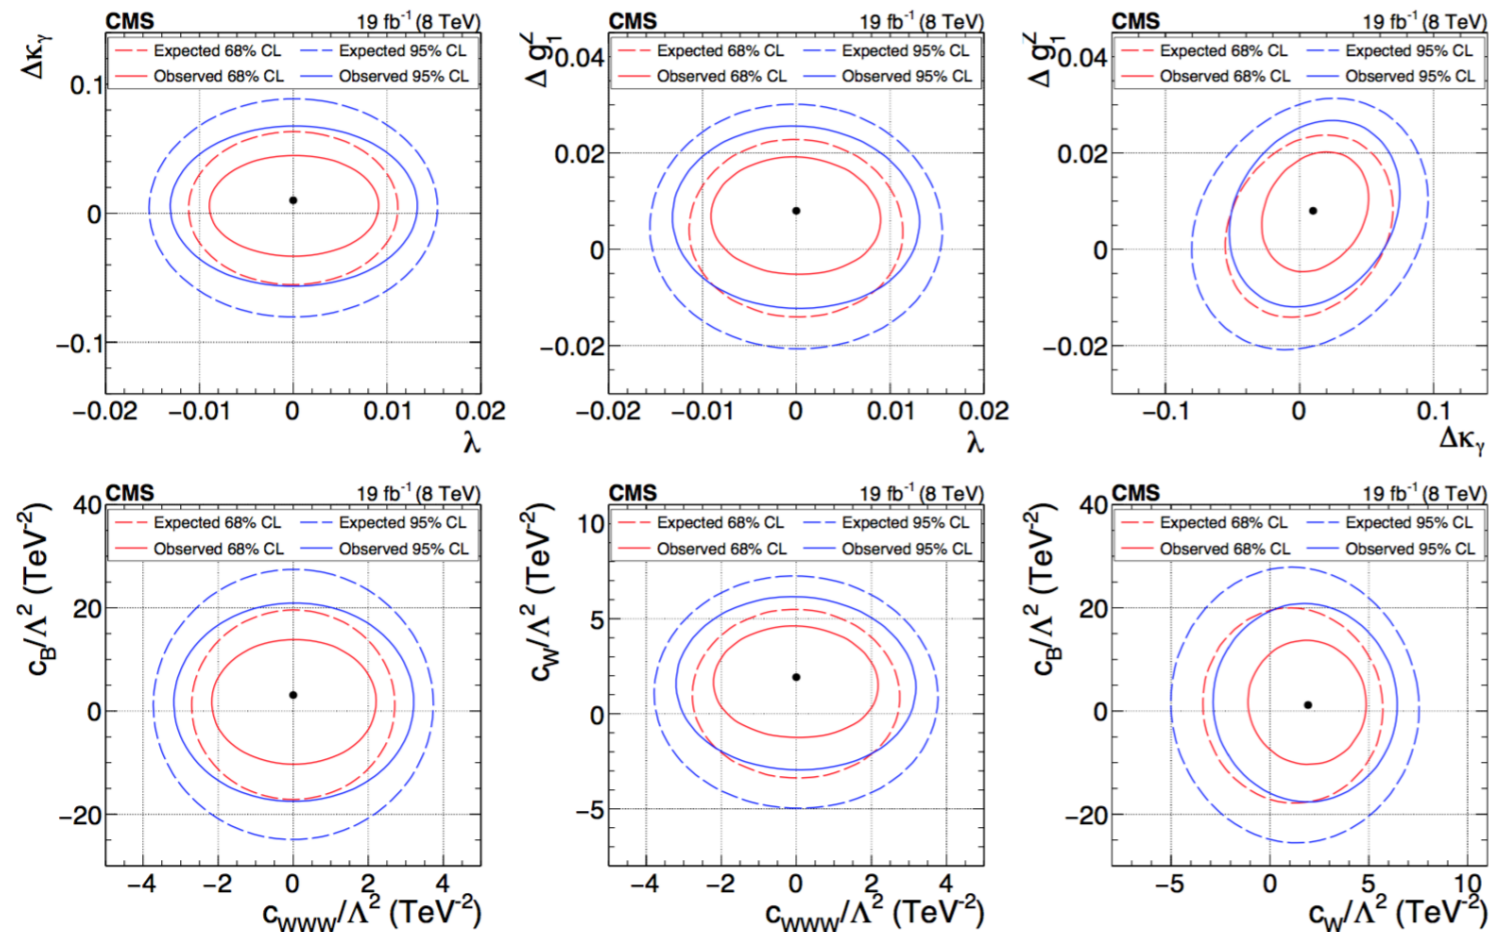 CMS 19 fb⁻¹ (8 TeV)
Expected 68% CL Expected 95% CL
Observed 68% CL Observed 95% CL
Δκγ
0.1
0
−0.1
−0.02 −0.01 0 0.01 0.02
λ
CMS 19 fb⁻¹ (8 TeV)
Expected 68% CL Expected 95% CL
Observed 68% CL Observed 95% CL
Δ g₁ᶻ
0.04
0.02
0
−0.02
−0.02 −0.01 0 0.01 0.02
λ
CMS 19 fb⁻¹ (8 TeV)
Expected 68% CL Expected 95% CL
Observed 68% CL Observed 95% CL
Δ g₁ᶻ
0.04
0.02
0
−0.02
−0.1 0 0.1
Δκγ
CMS 19 fb⁻¹ (8 TeV)
Expected 68% CL Expected 95% CL
Observed 68% CL Observed 95% CL
c_B/Λ² (TeV⁻²)
40
20
0
−20
−4 −2 0 2 4
c_WWW/Λ² (TeV⁻²)
CMS 19 fb⁻¹ (8 TeV)
Expected 68% CL Expected 95% CL
Observed 68% CL Observed 95% CL
c_W/Λ² (TeV⁻²)
10
5
0
−5
−4 −2 0 2 4
c_WWW/Λ² (TeV⁻²)
CMS 19 fb⁻¹ (8 TeV)
Expected 68% CL Expected 95% CL
Observed 68% CL Observed 95% CL
c_B/Λ² (TeV⁻²)
40
20
0
−20
−5 0 5 10
c_W/Λ² (TeV⁻²)